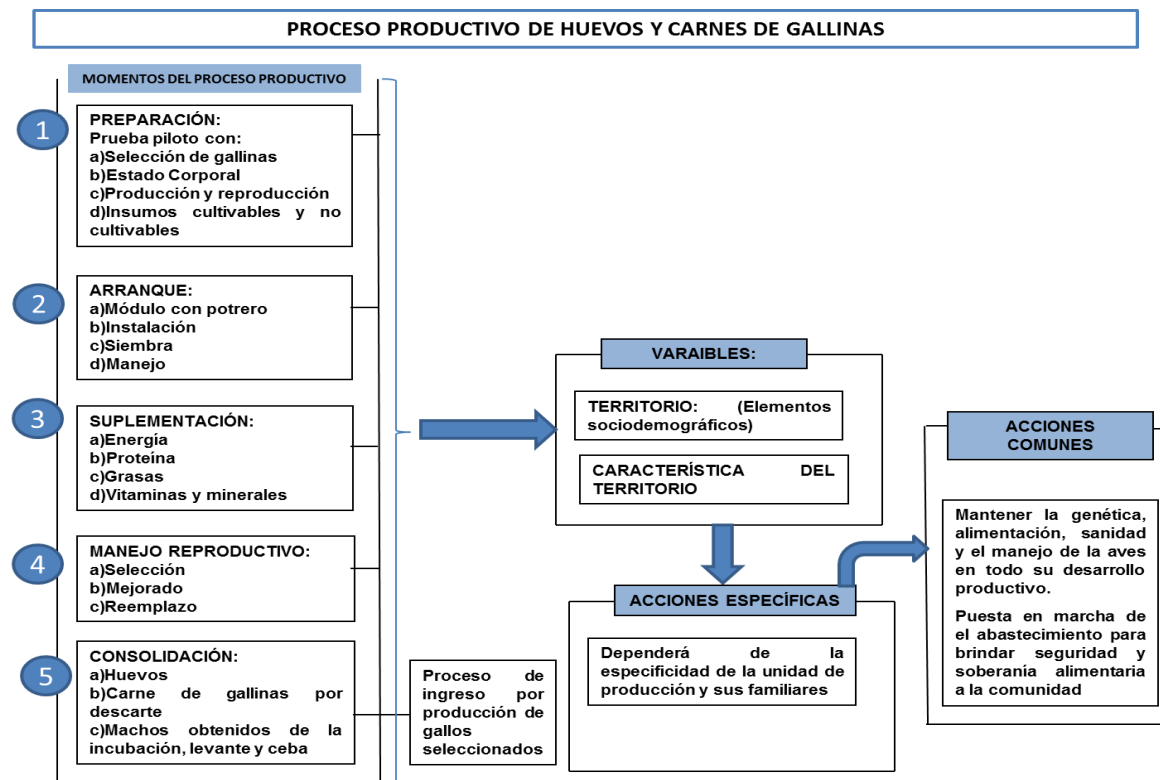 PROCESO PRODUCTIVO DE HUEVOS Y CARNES DE GALLINAS
MOMENTOS DEL PROCESO PRODUCTIVO
1
PREPARACIÓN:
Prueba piloto con:
a)Selección de gallinas
b)Estado Corporal
c)Producción y reproducción
d)Insumos cultivables y no
cultivables
2
ARRANQUE:
a)Módulo con potrero
b)Instalación
c)Siembra
d)Manejo
3
SUPLEMENTACIÓN:
a)Energía
b)Proteína
c)Grasas
d)Vitaminas y minerales
4
MANEJO REPRODUCTIVO:
a)Selección
b)Mejorado
c)Reemplazo
5
CONSOLIDACIÓN:
a)Huevos
b)Carne de gallinas por
descarte
c)Machos obtenidos de la
incubación, levante y ceba
Proceso de
ingreso por
producción de
gallos
seleccionados
VARAIBLES:
TERRITORIO: (Elementos
sociodemográficos)
CARACTERÍSTICA DEL
TERRITORIO
ACCIONES ESPECÍFICAS
Dependerá de la
especificidad de la unidad de
producción y sus familiares
ACCIONES
COMUNES
Mantener la genética,
alimentación, sanidad
y el manejo de la aves
en todo su desarrollo
productivo.
Puesta en marcha de
el abastecimiento para
brindar seguridad y
soberanía alimentaria
a la comunidad